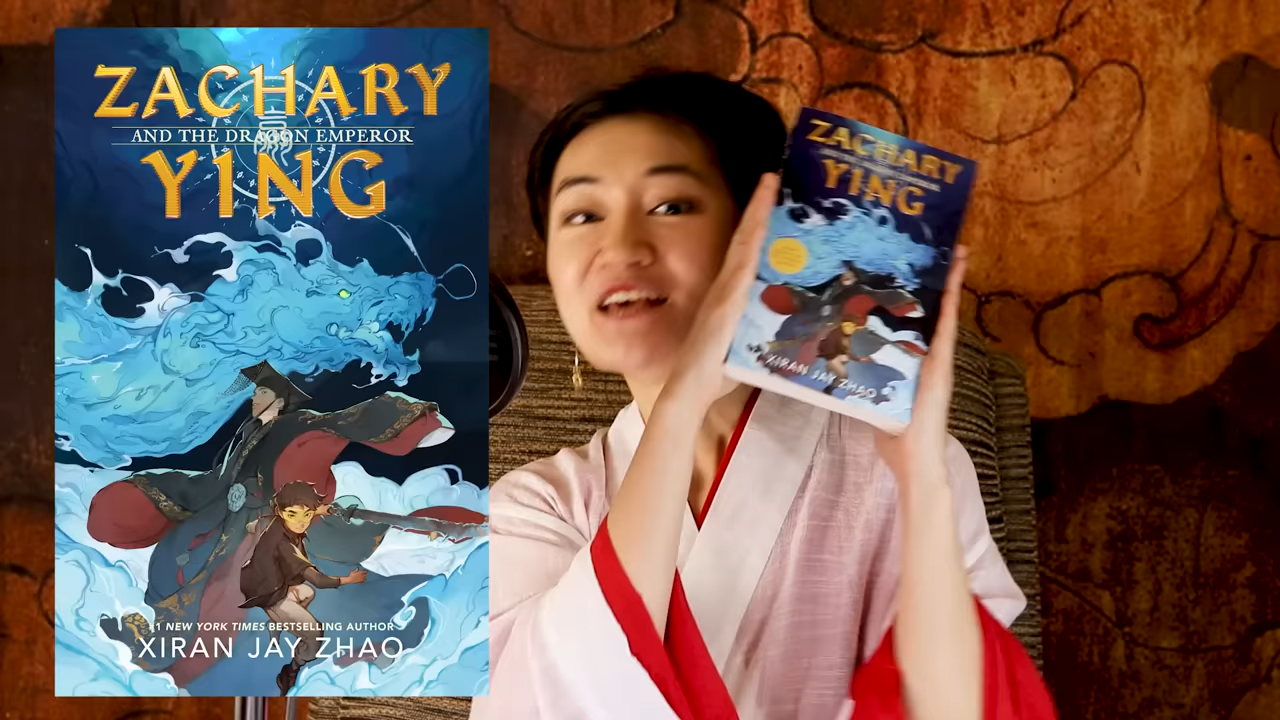 ZACHARY
AND THE DRAGON EMPEROR
YING
#1 NEW YORK TIMES BESTSELLING AUTHOR
XIRAN JAY ZHAO
ZACHARY
YING
XIRAN JAY ZHAO